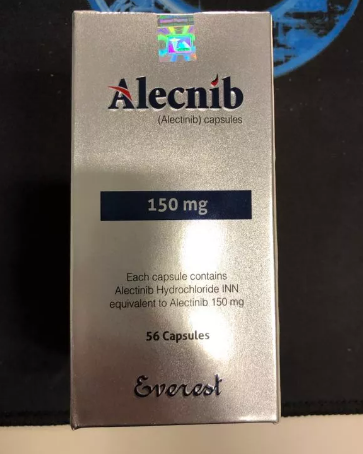 Alecnib
(Alectinib) capsules
150 mg
Each capsule contains
Alectinib Hydrochloride INN
equivalent to Alectinib 150 mg
56 Capsules
Everest